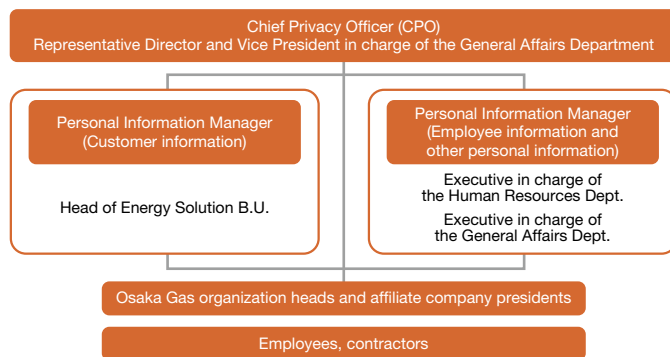 Chief Privacy Officer (CPO)
Representative Director and Vice President in charge of the General Affairs Department
Personal Information Manager
(Customer information)
Head of Energy Solution B.U.
Personal Information Manager
(Employee information and
other personal information)
Executive in charge of
the Human Resources Dept.
Executive in charge of
the General Affairs Dept.
Osaka Gas organization heads and affiliate company presidents
Employees, contractors